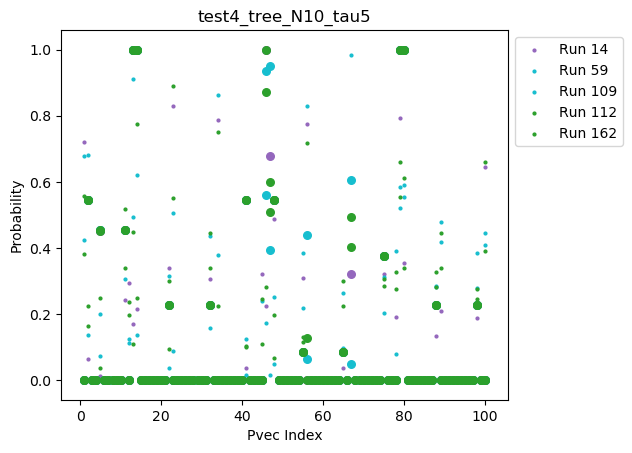 test4_tree_N10_tau5
1.0
0.8
0.6
0.4
0.2
0.0
Probability
0 20 40 60 80 100
Pvec Index
Run 14
Run 59
Run 109
Run 112
Run 162